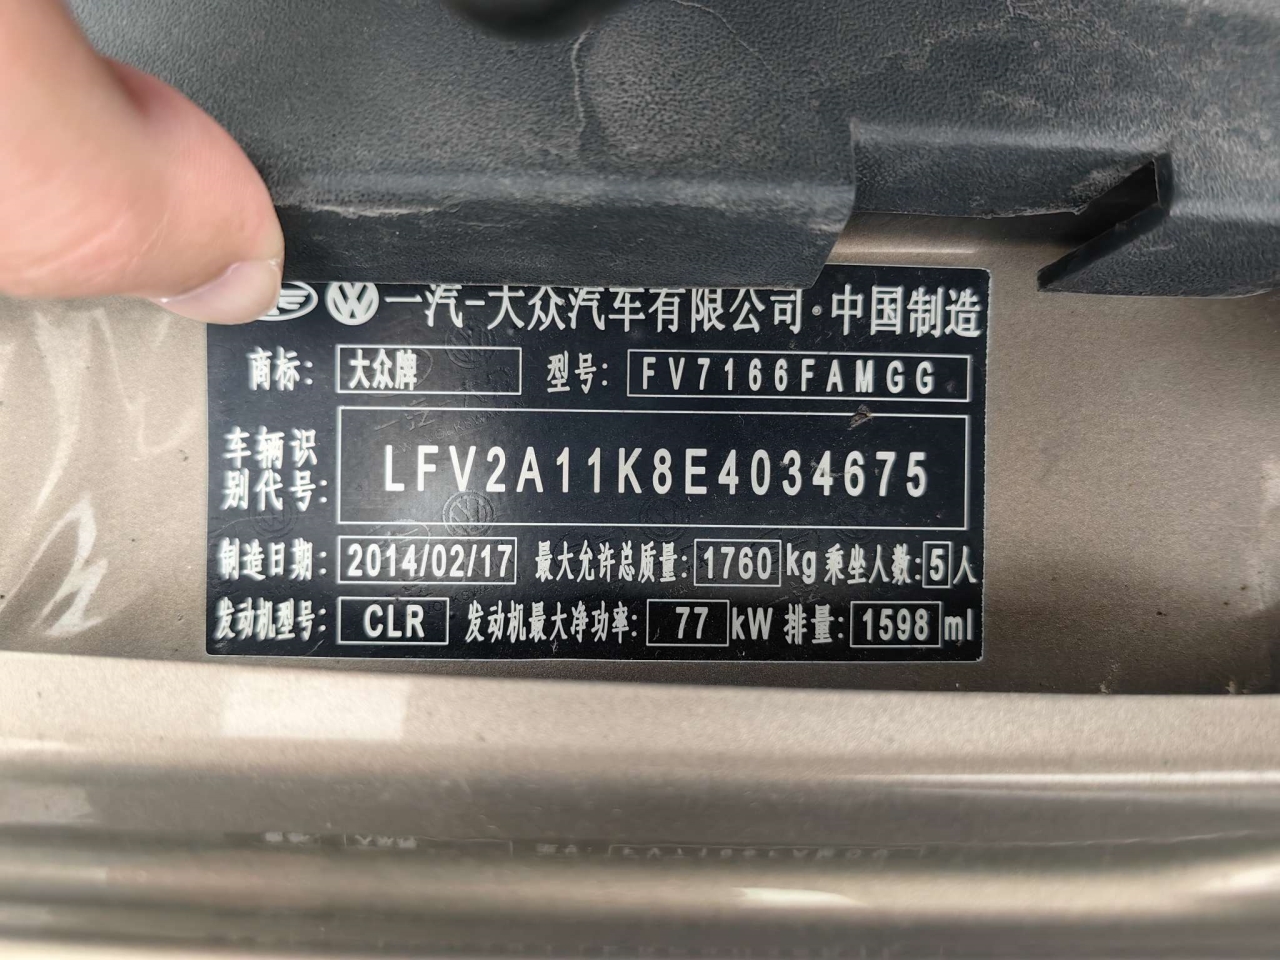 一汽-大众汽车有限公司·中国制造
商标: 大众牌 型号: FV7166FAMGG
车辆识别代号: LFV2A11K8E4034675
制造日期: 2014/02/17 最大允许总质量: 1760 kg 乘坐人数: 5 人
发动机型号: CLR 发动机最大净功率: 77 kW 排量: 1598 ml